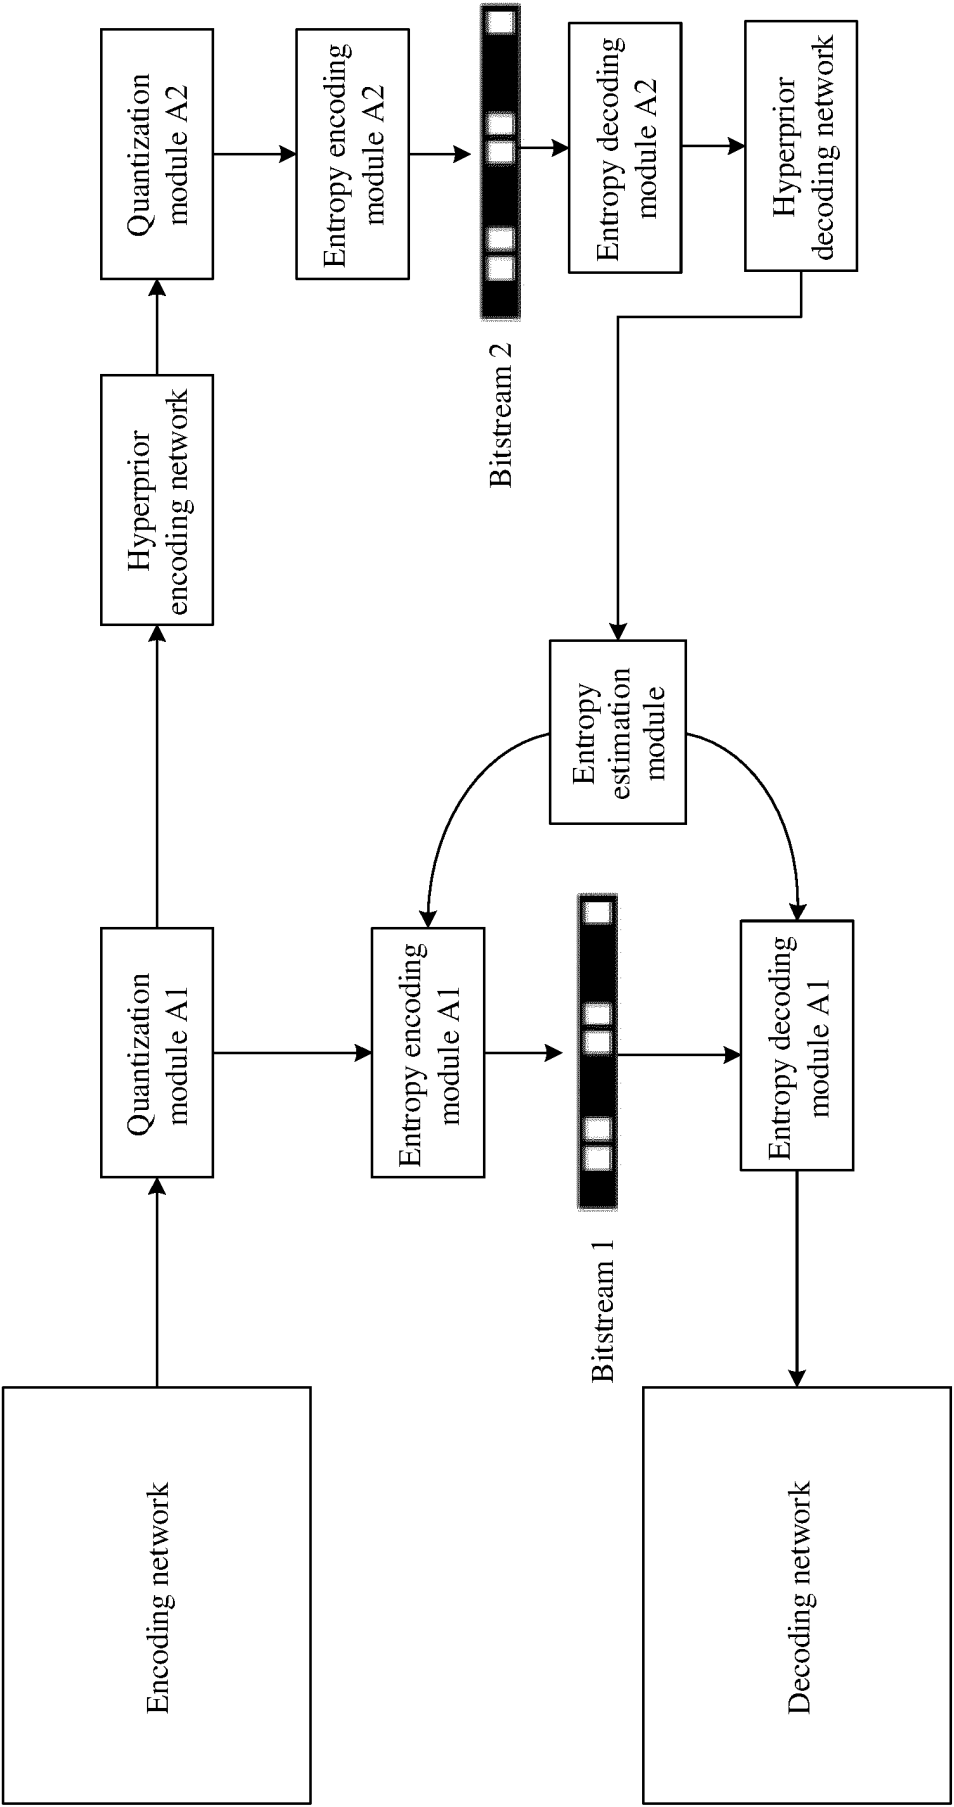 Encoding network
Quantization
module A1
Hyperprior
encoding network
Quantization
module A2
Entropy encoding
module A1
Entropy encoding
module A2
Bitstream 1
Bitstream 2
Entropy
estimation
module
Entropy decoding
module A2
Decoding network
Entropy decoding
module A1
Hyperprior
decoding network